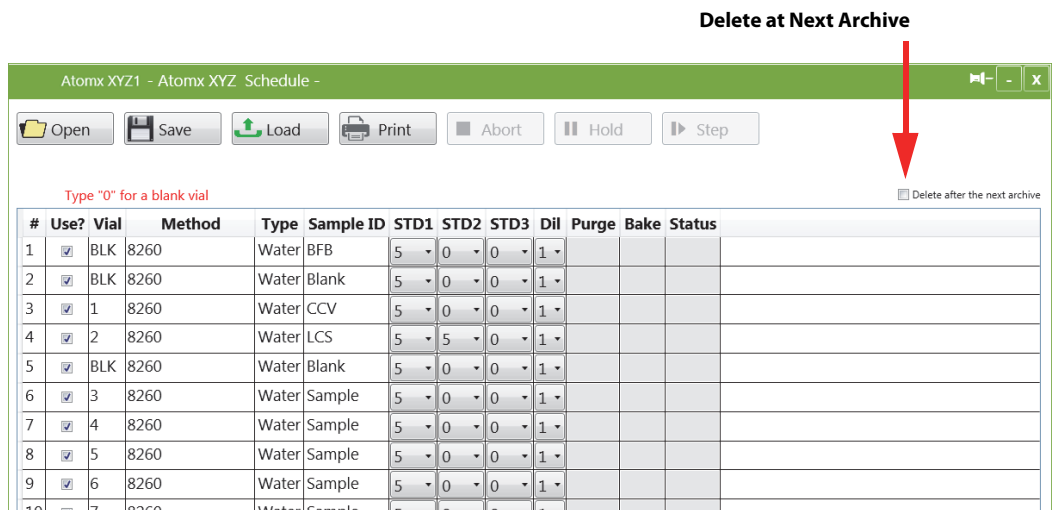 Delete at Next Archive
Atomx XYZ1 - Atomx XYZ Schedule -
- x
Open Save Load Print Abort Hold Step
Type "0" for a blank vial
Delete after the next archive
# Use? Vial Method Type Sample ID STD1 STD2 STD3 Dil Purge Bake Status
1 BLK 8260 Water BFB 5 0 0 1
2 BLK 8260 Water Blank 5 0 0 1
3 1 8260 Water CCV 5 0 0 1
4 2 8260 Water LCS 5 5 0 1
5 BLK 8260 Water Blank 5 0 0 1
6 3 8260 Water Sample 5 0 0 1
7 4 8260 Water Sample 5 0 0 1
8 5 8260 Water Sample 5 0 0 1
9 6 8260 Water Sample 5 0 0 1